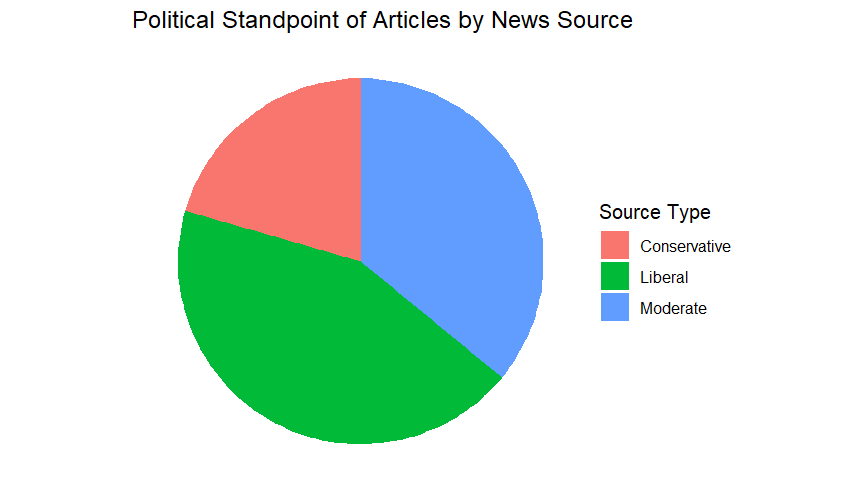 Political Standpoint of Articles by News Source
Source Type
Conservative
Liberal
Moderate